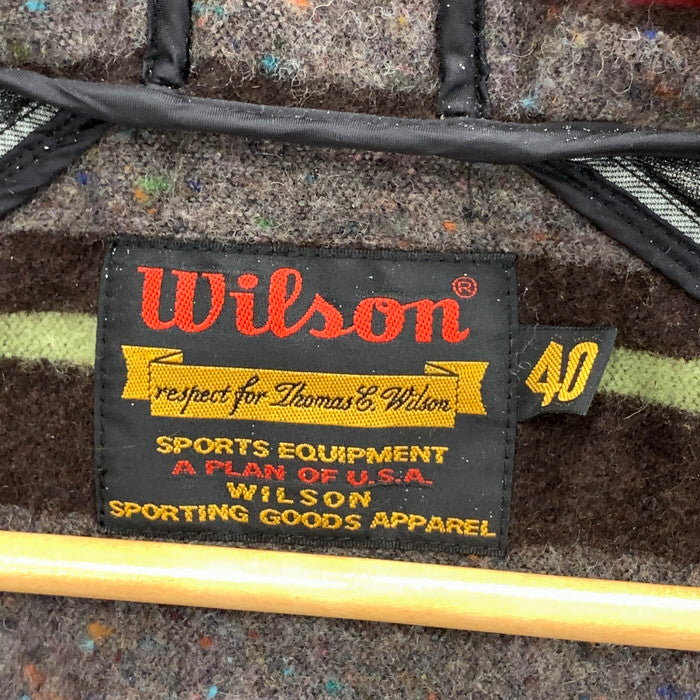 Wilson®
respect for Thomas E. Wilson
40
SPORTS EQUIPMENT
A PLAN OF U.S.A.
WILSON
SPORTING GOODS APPAREL